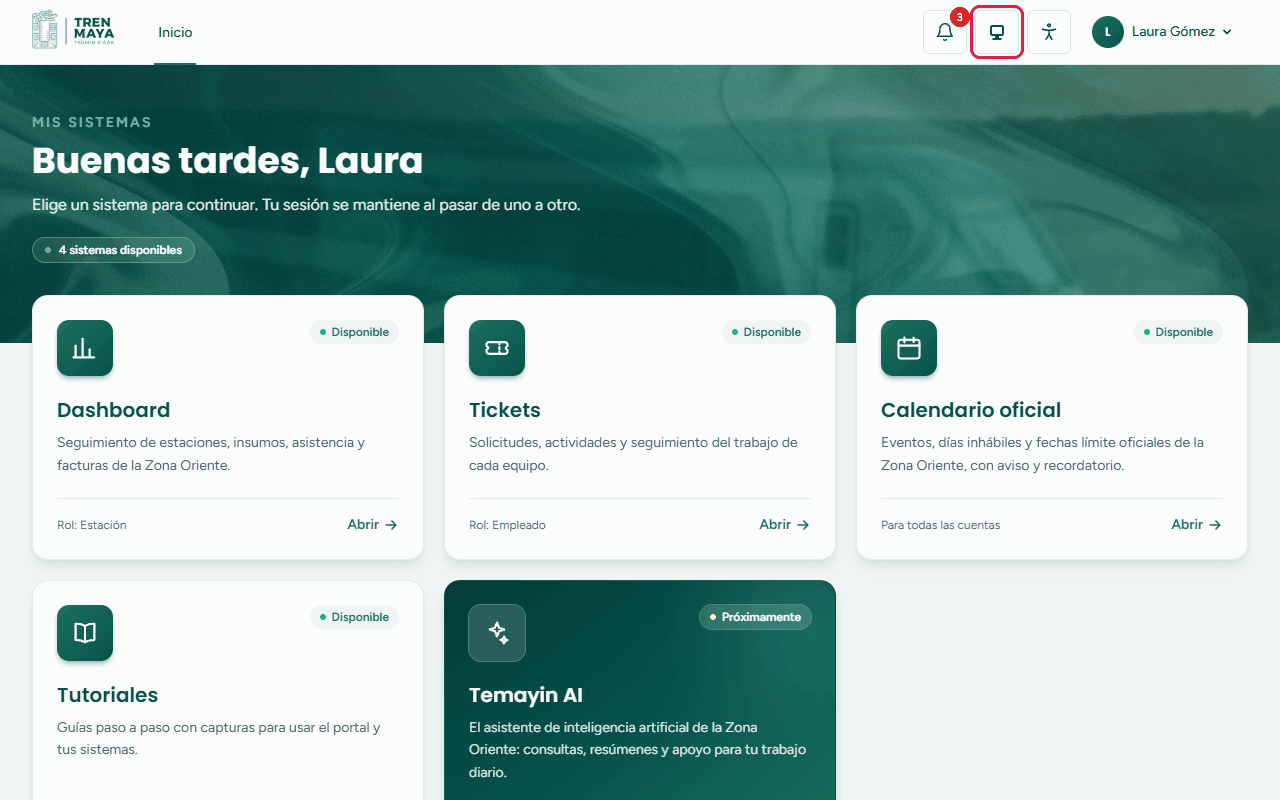 TREN
MAYA
TSÍIMIN K'ÁAK
Inicio
3
L
Laura Gómez
MIS SISTEMAS
Buenas tardes, Laura
Elige un sistema para continuar. Tu sesión se mantiene al pasar de uno a otro.
4 sistemas disponibles
Disponible
Dashboard
Seguimiento de estaciones, insumos, asistencia y
facturas de la Zona Oriente.
Rol: Estación
Abrir
Disponible
Tickets
Solicitudes, actividades y seguimiento del trabajo de
cada equipo.
Rol: Empleado
Abrir
Disponible
Calendario oficial
Eventos, días inhábiles y fechas límite oficiales de la
Zona Oriente, con aviso y recordatorio.
Para todas las cuentas
Abrir
Disponible
Tutoriales
Guías paso a paso con capturas para usar el portal y
tus sistemas.
Próximamente
Temayin AI
El asistente de inteligencia artificial de la Zona
Oriente: consultas, resúmenes y apoyo para tu trabajo
diario.